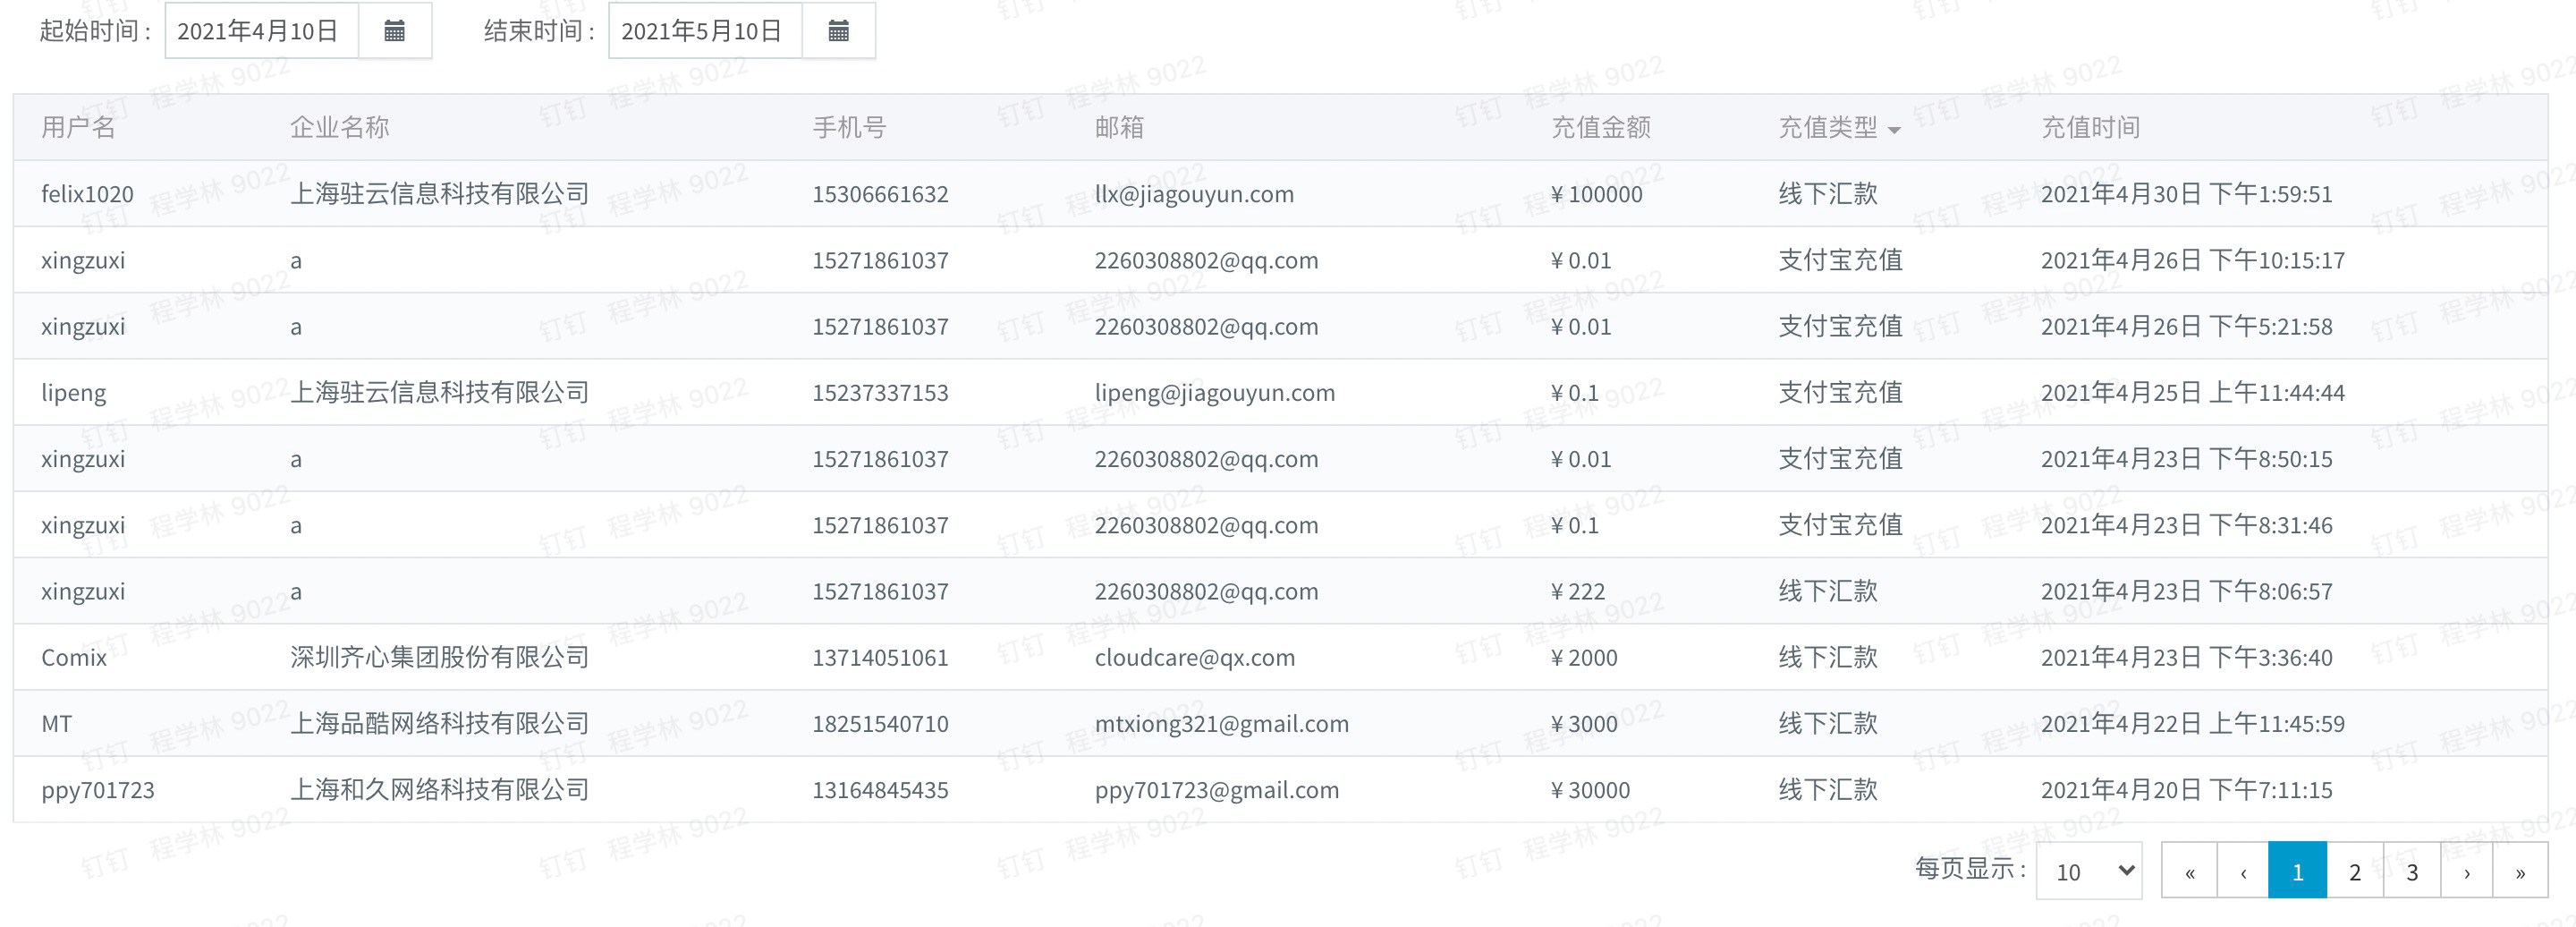 起始时间 : 2021年4月10日 结束时间 : 2021年5月10日
用户名 企业名称 手机号 邮箱 充值金额 充值类型 充值时间
felix1020 上海驻云信息科技有限公司 15306661632 llx@jiagouyun.com ¥ 100000 线下汇款 2021年4月30日 下午1:59:51
xingzuxi a 15271861037 2260308802@qq.com ¥ 0.01 支付宝充值 2021年4月26日 下午10:15:17
xingzuxi a 15271861037 2260308802@qq.com ¥ 0.01 支付宝充值 2021年4月26日 下午5:21:58
lipeng 上海驻云信息科技有限公司 15237337153 lipeng@jiagouyun.com ¥ 0.1 支付宝充值 2021年4月25日 上午11:44:44
xingzuxi a 15271861037 2260308802@qq.com ¥ 0.01 支付宝充值 2021年4月23日 下午8:50:15
xingzuxi a 15271861037 2260308802@qq.com ¥ 0.1 支付宝充值 2021年4月23日 下午8:31:46
xingzuxi a 15271861037 2260308802@qq.com ¥ 222 线下汇款 2021年4月23日 下午8:06:57
Comix 深圳齐心集团股份有限公司 13714051061 cloudcare@qx.com ¥ 2000 线下汇款 2021年4月23日 下午3:36:40
MT 上海品酷网络科技有限公司 18251540710 mtxiong321@gmail.com ¥ 3000 线下汇款 2021年4月22日 上午11:45:59
ppy701723 上海和久网络科技有限公司 13164845435 ppy701723@gmail.com ¥ 30000 线下汇款 2021年4月20日 下午7:11:15
每页显示 : 10 « ‹ 1 2 3 › »
钉钉 程学林 9022